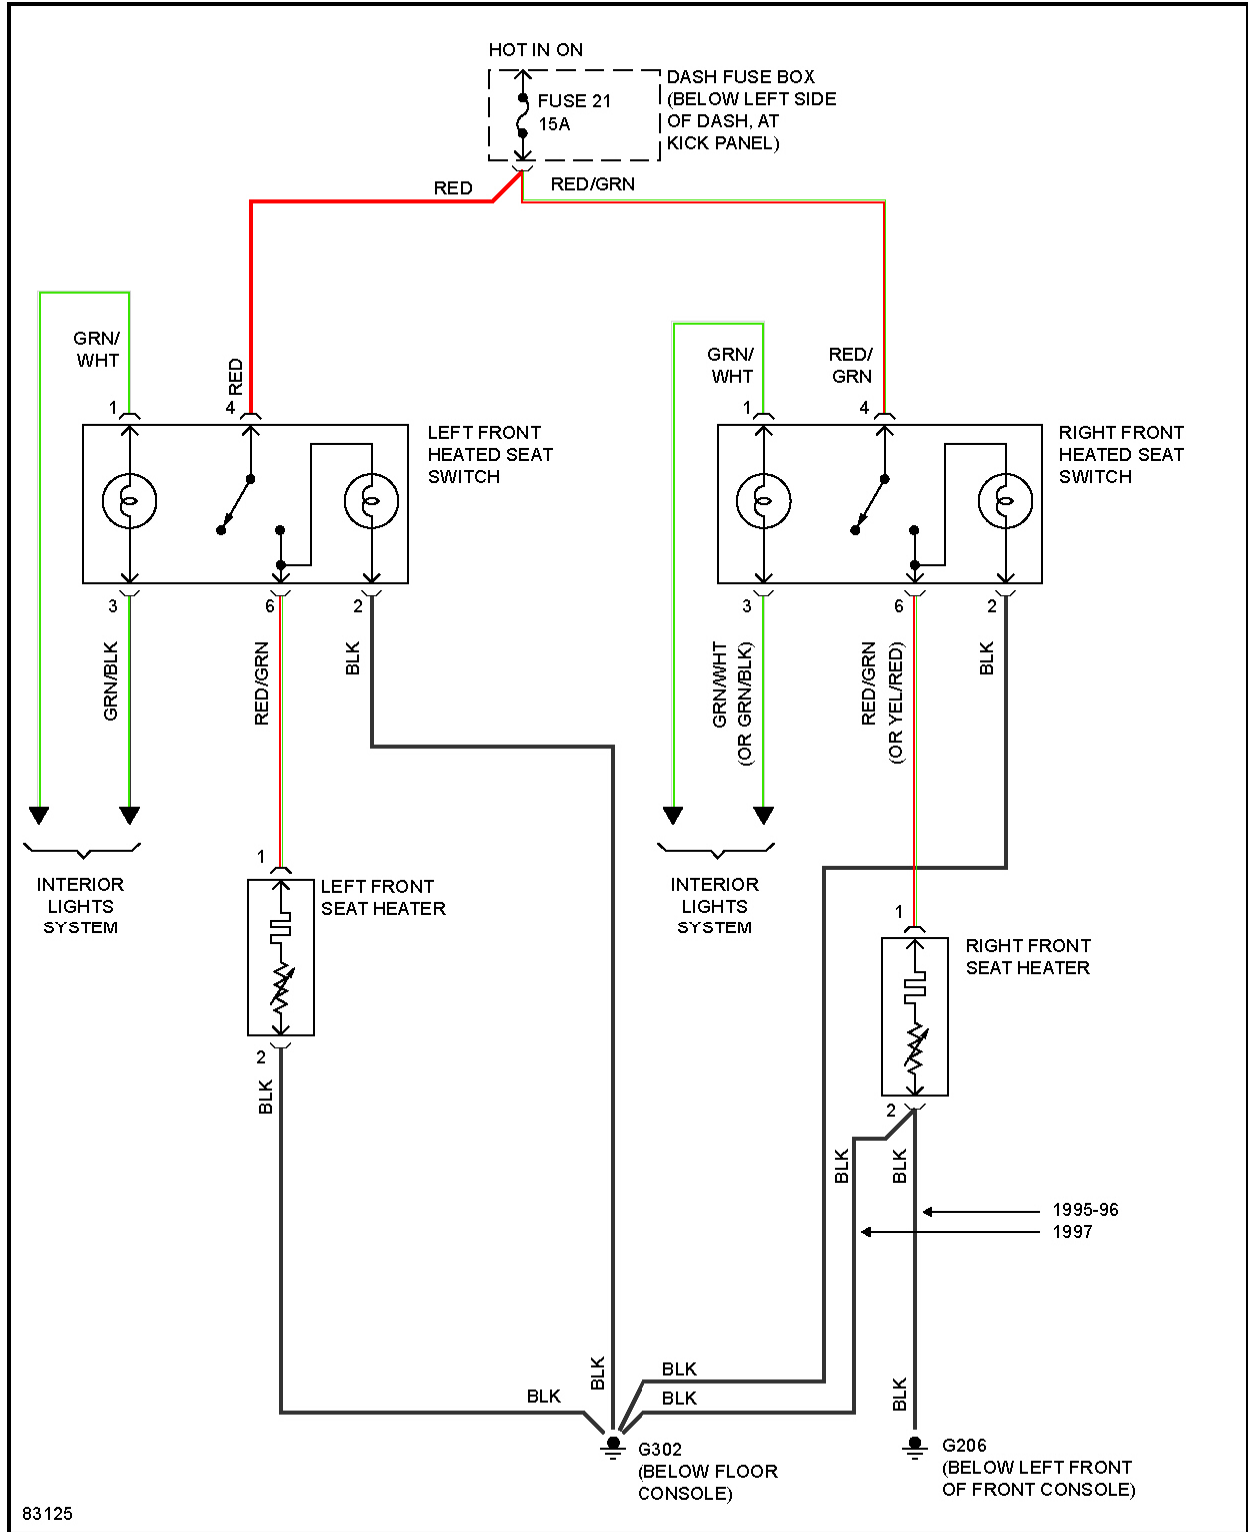 HOT IN ON
FUSE 21
15A
DASH FUSE BOX
(BELOW LEFT SIDE
OF DASH, AT
KICK PANEL)
RED
RED/GRN
GRN/
WHT
RED
1
4
LEFT FRONT
HEATED SEAT
SWITCH
GRN/
WHT
RED/
GRN
1
4
RIGHT FRONT
HEATED SEAT
SWITCH
3
6
2
GRN/BLK
RED/GRN
BLK
3
6
2
GRN/WHT
(OR GRN/BLK)
RED/GRN
(OR YEL/RED)
BLK
INTERIOR
LIGHTS
SYSTEM
1
LEFT FRONT
SEAT HEATER
2
BLK
INTERIOR
LIGHTS
SYSTEM
1
RIGHT FRONT
SEAT HEATER
2
BLK
BLK
1995-96
1997
BLK
BLK
BLK
BLK
BLK
G302
(BELOW FLOOR
CONSOLE)
G206
(BELOW LEFT FRONT
OF FRONT CONSOLE)
83125